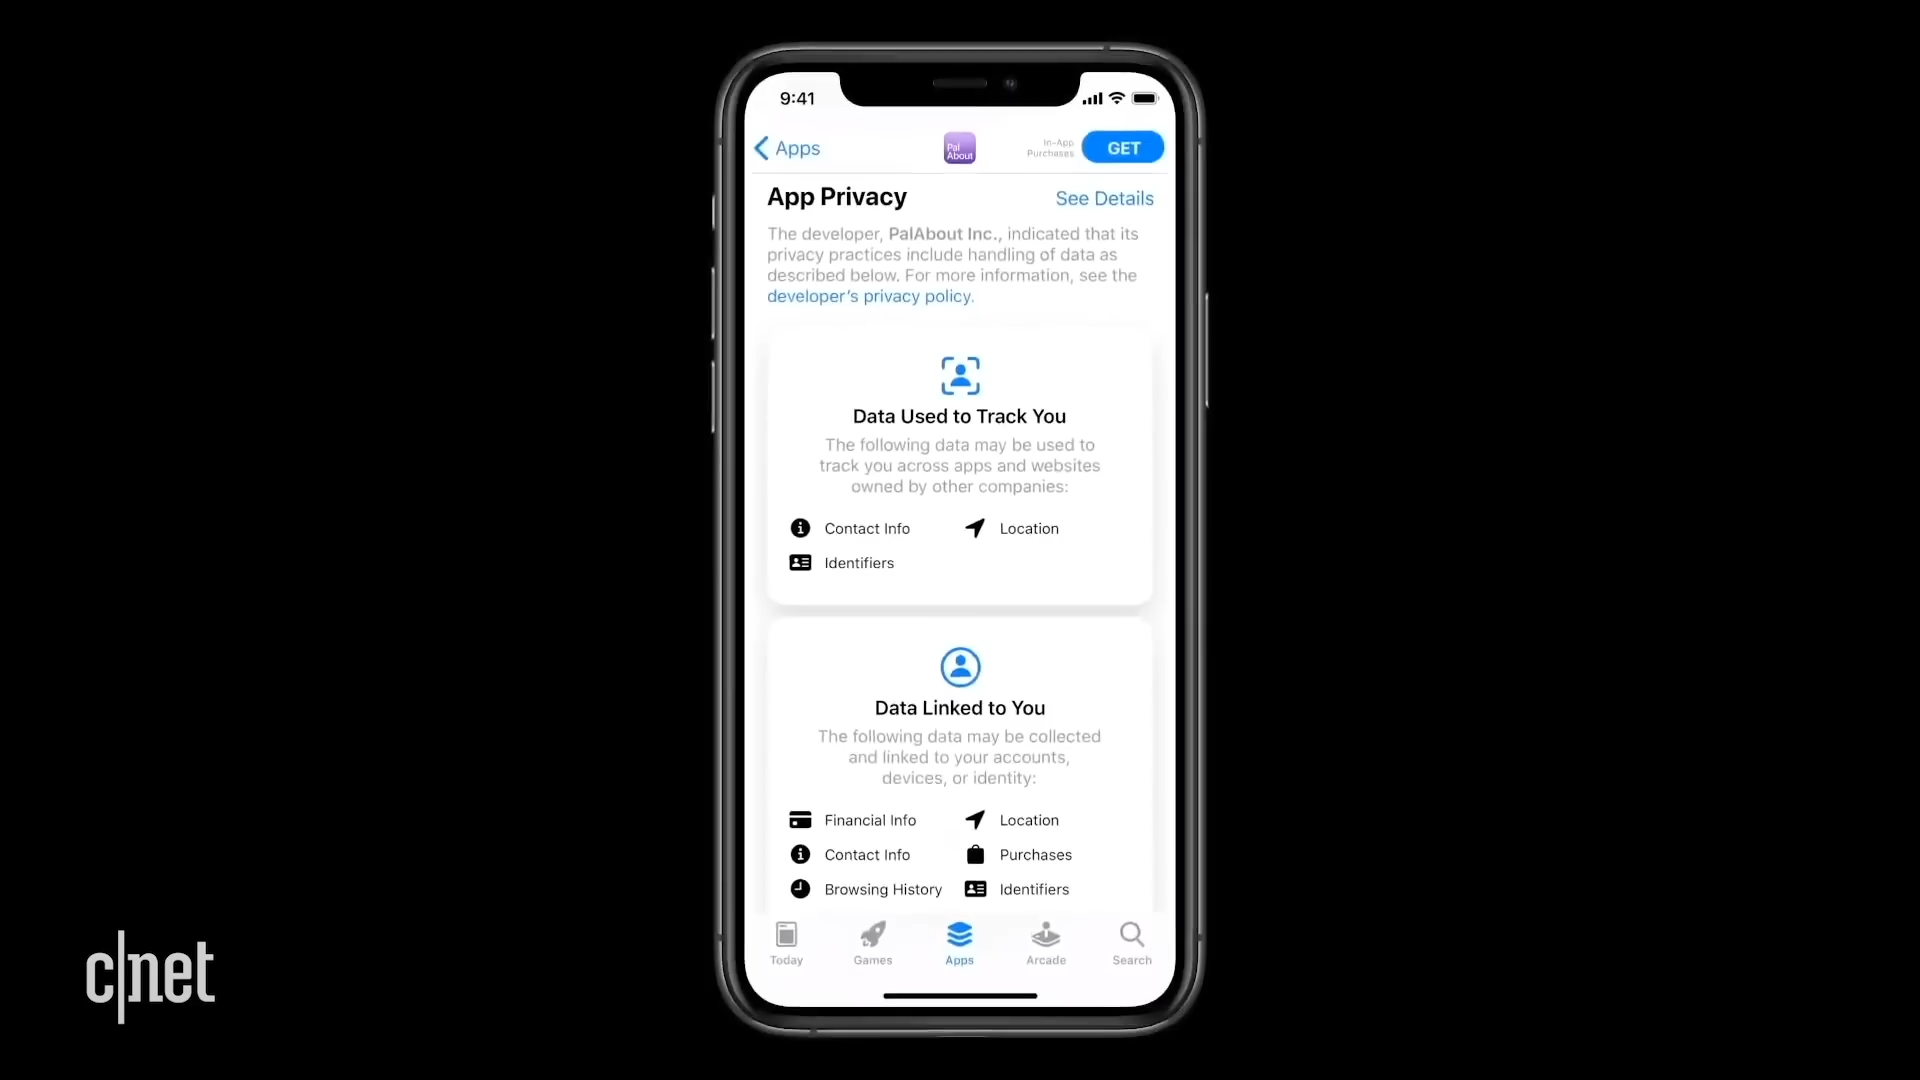 9:41
Apps
Pal
About
In-App
Purchases
GET
App Privacy
See Details
The developer, PalAbout Inc., indicated that its
privacy practices include handling of data as
described below. For more information, see the
developer's privacy policy.
Data Used to Track You
The following data may be used to
track you across apps and websites
owned by other companies:
Contact Info
Location
Identifiers
Data Linked to You
The following data may be collected
and linked to your accounts,
devices, or identity:
Financial Info
Location
Contact Info
Purchases
Browsing History
Identifiers
Today
Games
Apps
Arcade
Search
c|net